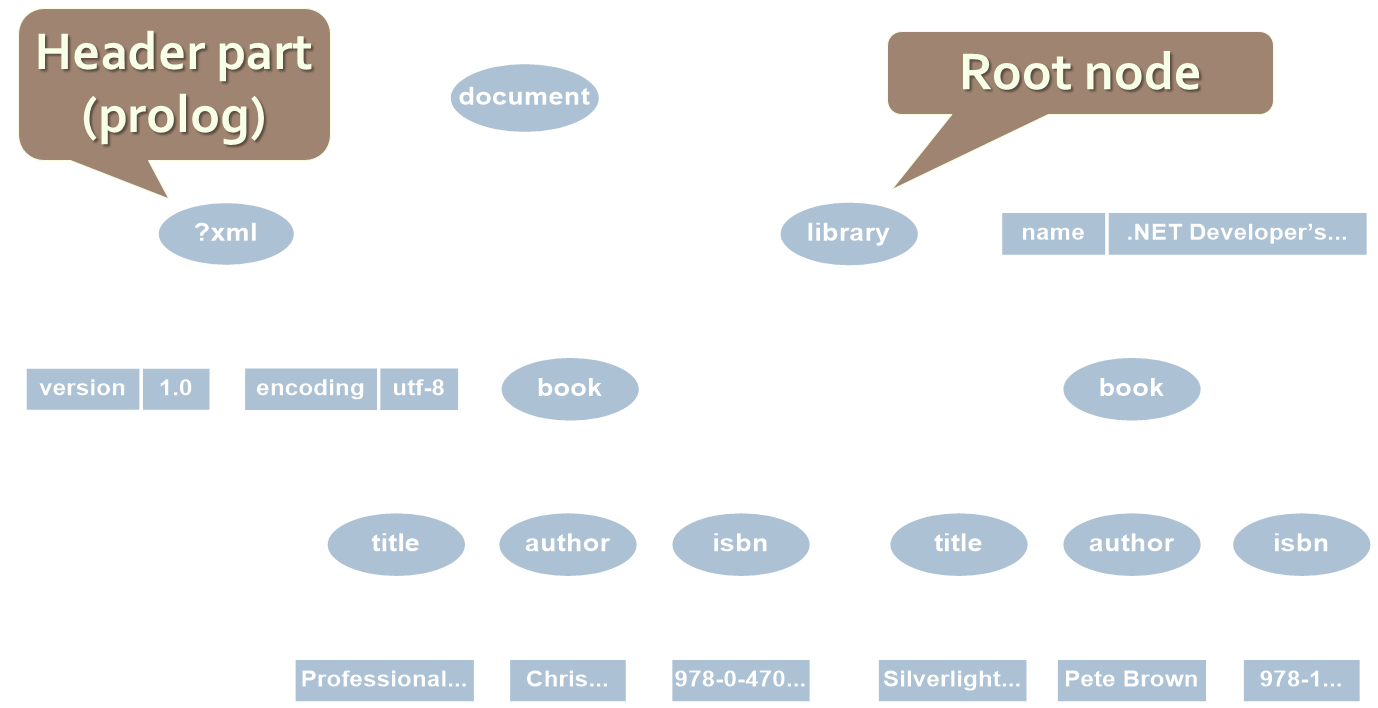 Header part
(prolog)
Root node
document
?xml
library
name .NET Developer’s...
version 1.0
encoding utf-8
book
book
title
author
isbn
title
author
isbn
Professional...
Chris...
978-0-470...
Silverlight...
Pete Brown
978-1...